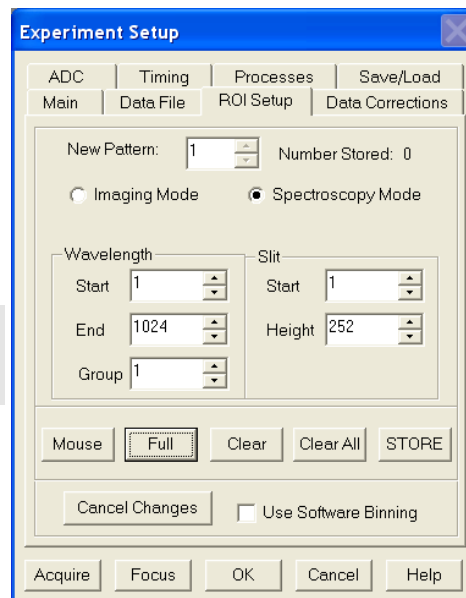 Experiment Setup
ADC Timing Processes Save/Load
Main Data File ROI Setup Data Corrections
New Pattern: 1 Number Stored: 0
Imaging Mode Spectroscopy Mode
Wavelength Slit
Start 1 Start 1
End 1024 Height 252
Group 1
Mouse Full Clear Clear All STORE
Cancel Changes Use Software Binning
Acquire Focus OK Cancel Help